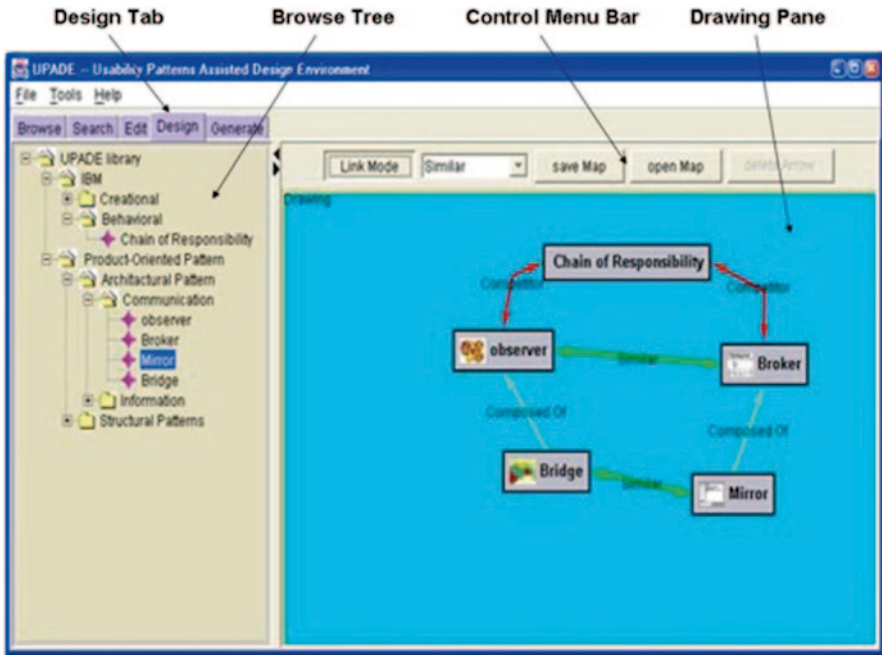 Design Tab Browse Tree Control Menu Bar Drawing Pane
UPADE -- Usability Patterns Assisted Design Environment
File Tools Help
Browse Search Edit Design Generate
Link Mode Similar save Map open Map delete Arrow
UPADE library
IBM
Creational
Behavioral
Chain of Responsibility
Product-Oriented Pattern
Architactural Pattern
Communication
observer
Broker
Mirror
Bridge
Information
Structural Patterns
Drawing
Chain of Responsibility
Competitor Competitor
observer Similar Broker
Composed Of Composed Of
Bridge Similar Mirror